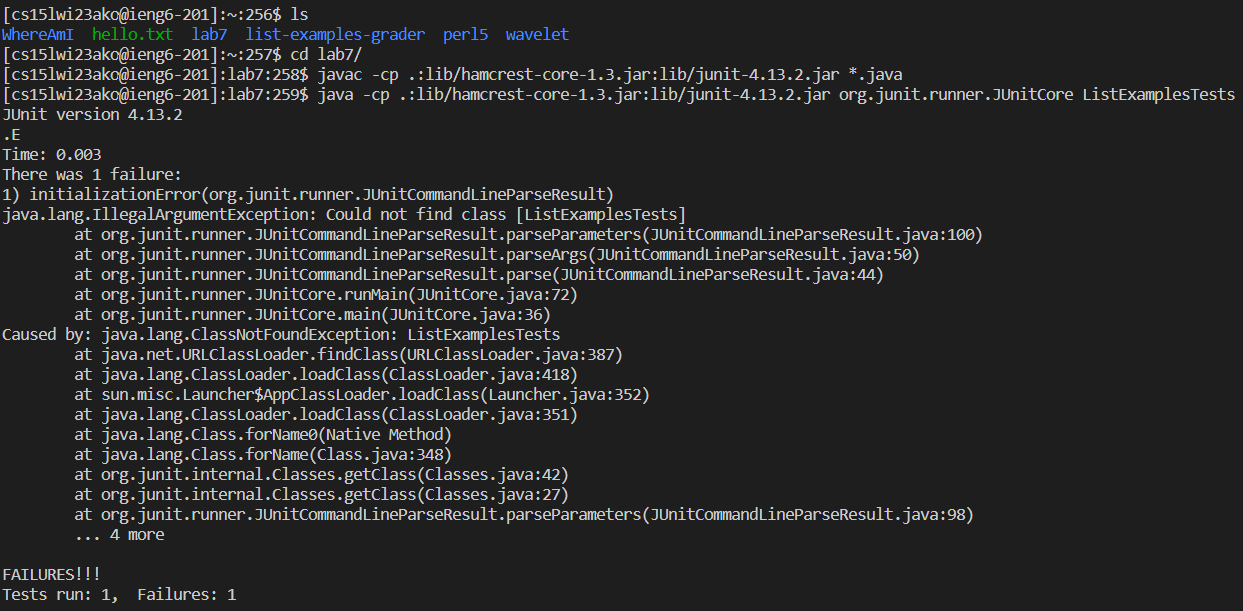 [cs15lwi23ako@ieng6-201]:~:256$ ls
WhereAmI  hello.txt  lab7  list-examples-grader  perl5  wavelet
[cs15lwi23ako@ieng6-201]:~:257$ cd lab7/
[cs15lwi23ako@ieng6-201]:lab7:258$ javac -cp .:lib/hamcrest-core-1.3.jar:lib/junit-4.13.2.jar *.java
[cs15lwi23ako@ieng6-201]:lab7:259$ java -cp .:lib/hamcrest-core-1.3.jar:lib/junit-4.13.2.jar org.junit.runner.JUnitCore ListExamplesTests
JUnit version 4.13.2
.E
Time: 0.003
There was 1 failure:
1) initializationError(org.junit.runner.JUnitCommandLineParseResult)
java.lang.IllegalArgumentException: Could not find class [ListExamplesTests]
        at org.junit.runner.JUnitCommandLineParseResult.parseParameters(JUnitCommandLineParseResult.java:100)
        at org.junit.runner.JUnitCommandLineParseResult.parseArgs(JUnitCommandLineParseResult.java:50)
        at org.junit.runner.JUnitCommandLineParseResult.parse(JUnitCommandLineParseResult.java:44)
        at org.junit.runner.JUnitCore.runMain(JUnitCore.java:72)
        at org.junit.runner.JUnitCore.main(JUnitCore.java:36)
Caused by: java.lang.ClassNotFoundException: ListExamplesTests
        at java.net.URLClassLoader.findClass(URLClassLoader.java:387)
        at java.lang.ClassLoader.loadClass(ClassLoader.java:418)
        at sun.misc.Launcher$AppClassLoader.loadClass(Launcher.java:352)
        at java.lang.ClassLoader.loadClass(ClassLoader.java:351)
        at java.lang.Class.forName0(Native Method)
        at java.lang.Class.forName(Class.java:348)
        at org.junit.internal.Classes.getClass(Classes.java:42)
        at org.junit.internal.Classes.getClass(Classes.java:27)
        at org.junit.runner.JUnitCommandLineParseResult.parseParameters(JUnitCommandLineParseResult.java:98)
        ... 4 more
FAILURES!!!
Tests run: 1,  Failures: 1